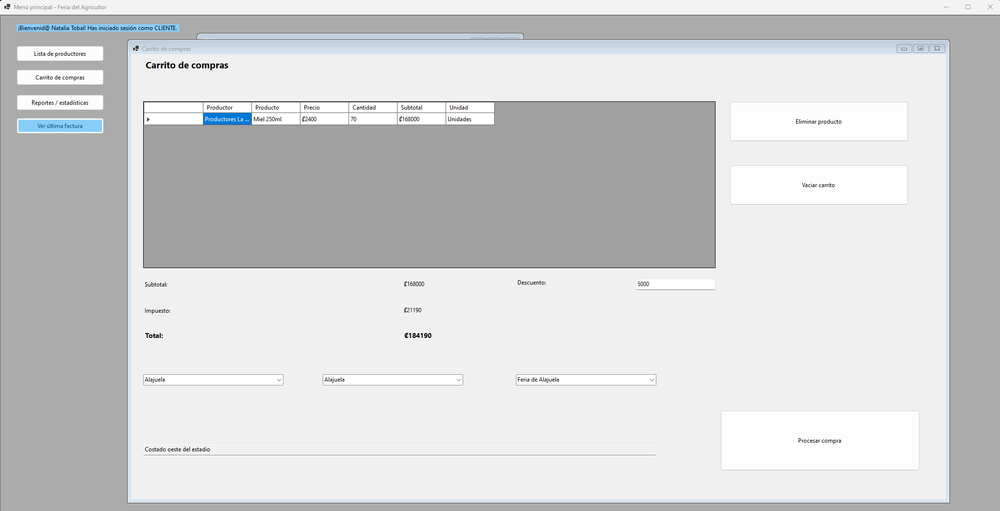 Menú principal - Feria del Agricultor
¡Bienvenid@ Natalia Tobal! Has iniciado sesión como CLIENTE.
Lista de productores
Carrito de compras
Reportes / estadísticas
Ver última factura
Carrito de compras
Carrito de compras
Productor Producto Precio Cantidad Subtotal Unidad
Productores La ... Miel 250ml ₡2400 70 ₡168000 Unidades
Eliminar producto
Vaciar carrito
Subtotal: ₡168000 Descuento: 5000
Impuesto: ₡21190
Total: ₡184190
Alajuela Alajuela Feria de Alajuela
Costado oeste del estadio
Procesar compra